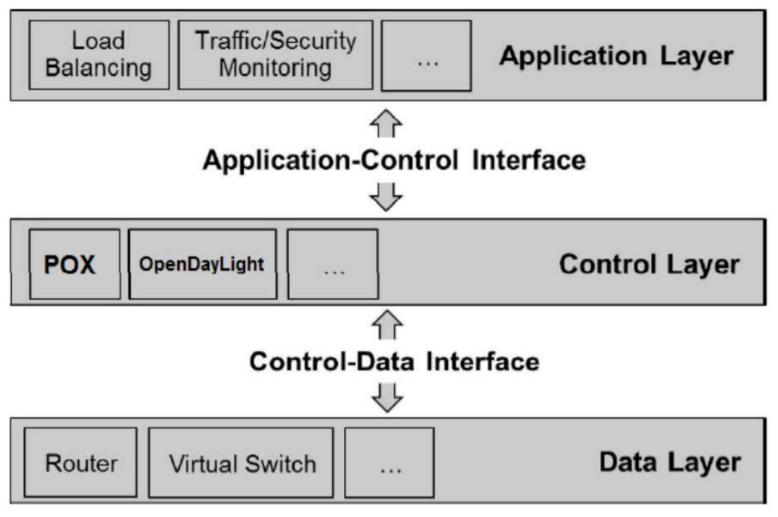 Load
Balancing
Traffic/Security
Monitoring
...
Application Layer
Application-Control Interface
POX
OpenDayLight
...
Control Layer
Control-Data Interface
Router
Virtual Switch
...
Data Layer